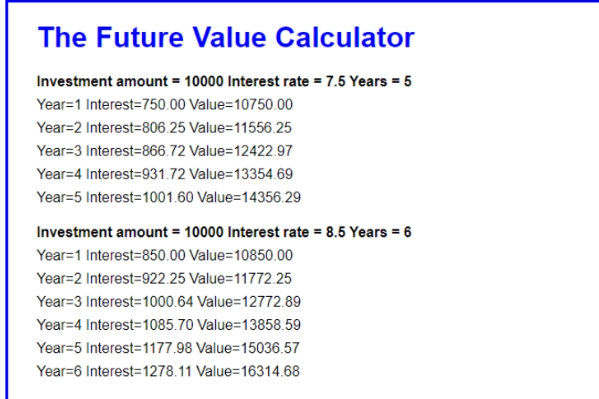 The Future Value Calculator
Investment amount = 10000 Interest rate = 7.5 Years = 5
Year=1 Interest=750.00 Value=10750.00
Year=2 Interest=806.25 Value=11556.25
Year=3 Interest=866.72 Value=12422.97
Year=4 Interest=931.72 Value=13354.69
Year=5 Interest=1001.60 Value=14356.29
Investment amount = 10000 Interest rate = 8.5 Years = 6
Year=1 Interest=850.00 Value=10850.00
Year=2 Interest=922.25 Value=11772.25
Year=3 Interest=1000.64 Value=12772.89
Year=4 Interest=1085.70 Value=13858.59
Year=5 Interest=1177.98 Value=15036.57
Year=6 Interest=1278.11 Value=16314.68